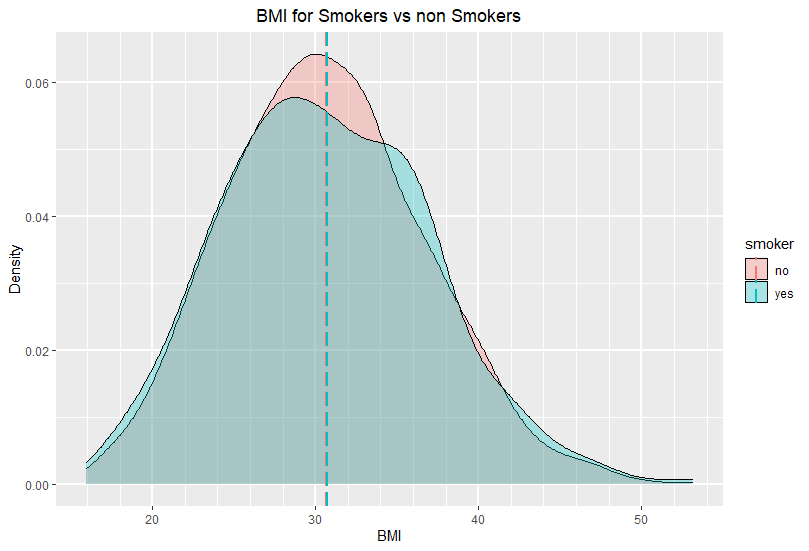 BMI for Smokers vs non Smokers
0.06
0.04
0.02
0.00
Density
20 30 40 50
BMI
smoker
no
yes